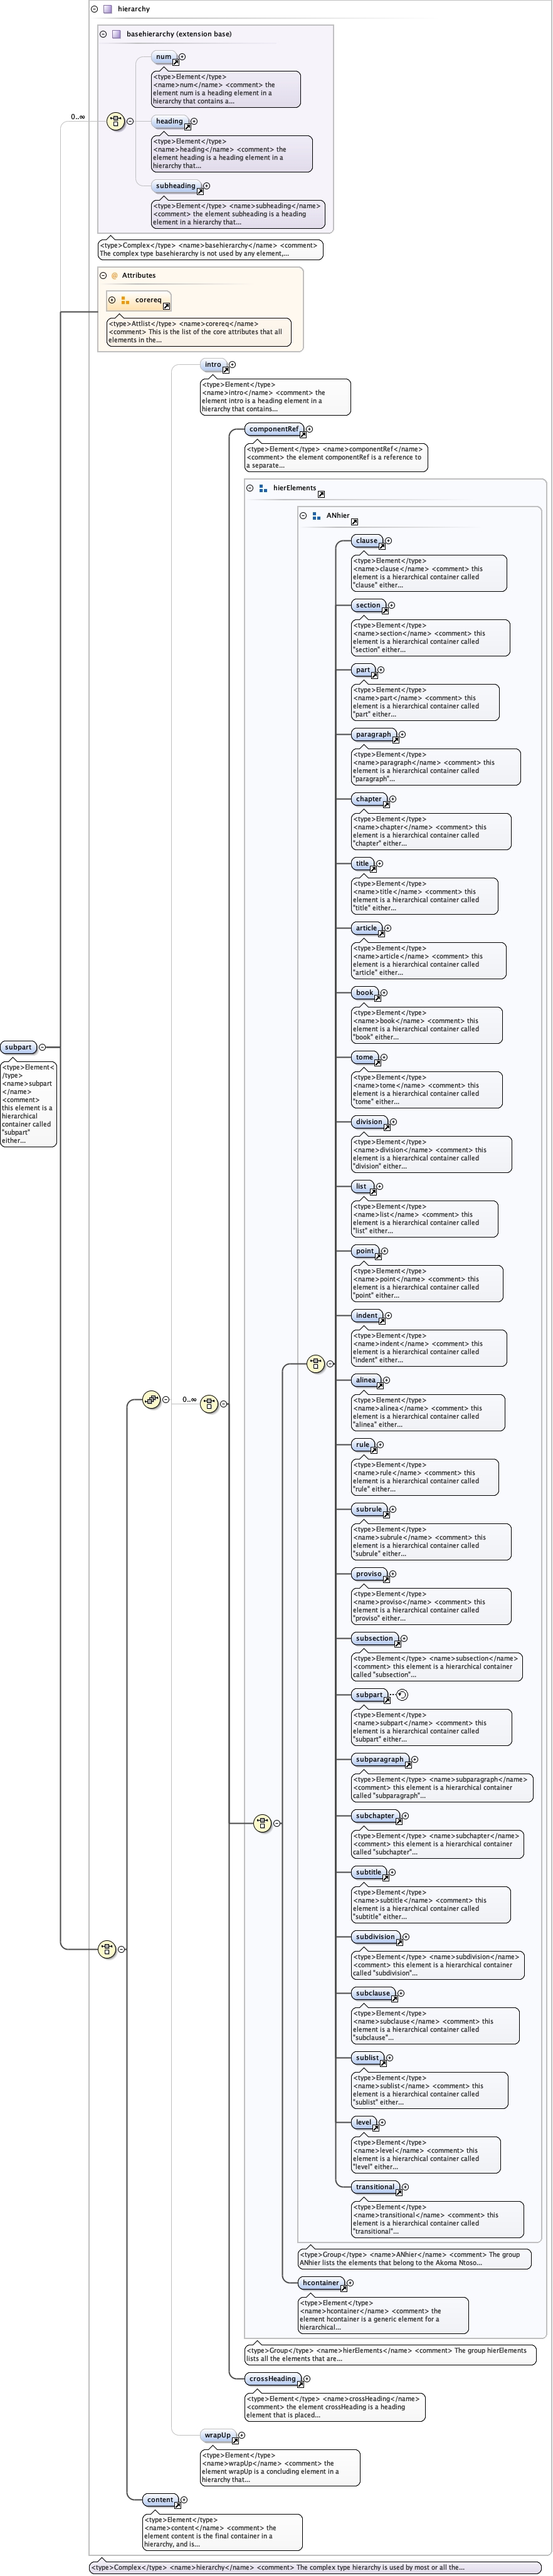 hierarchy
basehierarchy (extension base)
num
<type>Element</type>
<name>num</name> <comment> the
element num is a heading element in a
hierarchy that contains a...
0..∞
heading
<type>Element</type>
<name>heading</name> <comment> the
element heading is a heading element in a
hierarchy that...
subheading
<type>Element</type> <name>subheading</name>
<comment> the element subheading is a heading
element in a hierarchy that...
<type>Complex</type> <name>basehierarchy</name> <comment>
The complex type basehierarchy is not used by any element,...
Attributes
corereq
<type>Attlist</type> <name>corereq</name>
<comment> This is the list of the core attributes that all
elements in the...
intro
<type>Element</type>
<name>intro</name> <comment> the
element intro is a heading element in a
hierarchy that contains...
componentRef
<type>Element</type> <name>componentRef</name>
<comment> the element componentRef is a reference to
a separate...
hierElements
ANhier
clause
<type>Element</type>
<name>clause</name> <comment> this
element is a hierarchical container called
"clause" either...
section
<type>Element</type>
<name>section</name> <comment> this
element is a hierarchical container called
"section" either...
part
<type>Element</type>
<name>part</name> <comment> this
element is a hierarchical container called
"part" either...
paragraph
<type>Element</type>
<name>paragraph</name> <comment> this
element is a hierarchical container called
"paragraph"...
chapter
<type>Element</type>
<name>chapter</name> <comment> this
element is a hierarchical container called
"chapter" either...
title
<type>Element</type>
<name>title</name> <comment> this
element is a hierarchical container called
"title" either...
article
<type>Element</type>
<name>article</name> <comment> this
element is a hierarchical container called
"article" either...
book
<type>Element</type>
<name>book</name> <comment> this
element is a hierarchical container called
"book" either...
subpart
<type>Element<
/type>
<name>subpart
</name>
<comment>
this element is a
hierarchical
container called
"subpart"
either...
tome
<type>Element</type>
<name>tome</name> <comment> this
element is a hierarchical container called
"tome" either...
division
<type>Element</type>
<name>division</name> <comment> this
element is a hierarchical container called
"division" either...
list
<type>Element</type>
<name>list</name> <comment> this
element is a hierarchical container called
"list" either...
point
<type>Element</type>
<name>point</name> <comment> this
element is a hierarchical container called
"point" either...
indent
<type>Element</type>
<name>indent</name> <comment> this
element is a hierarchical container called
"indent" either...
alinea
<type>Element</type>
<name>alinea</name> <comment> this
element is a hierarchical container called
"alinea" either...
0..∞
rule
<type>Element</type>
<name>rule</name> <comment> this
element is a hierarchical container called
"rule" either...
subrule
<type>Element</type>
<name>subrule</name> <comment> this
element is a hierarchical container called
"subrule" either...
proviso
<type>Element</type>
<name>proviso</name> <comment> this
element is a hierarchical container called
"proviso" either...
subsection
<type>Element</type> <name>subsection</name>
<comment> this element is a hierarchical container
called "subsection"...
subpart
<type>Element</type>
<name>subpart</name> <comment> this
element is a hierarchical container called
"subpart" either...
subparagraph
<type>Element</type> <name>subparagraph</name>
<comment> this element is a hierarchical container
called "subparagraph"...
subchapter
<type>Element</type> <name>subchapter</name>
<comment> this element is a hierarchical container
called "subchapter"...
subtitle
<type>Element</type>
<name>subtitle</name> <comment> this
element is a hierarchical container called
"subtitle" either...
subdivision
<type>Element</type> <name>subdivision</name>
<comment> this element is a hierarchical container
called "subdivision"...
subclause
<type>Element</type>
<name>subclause</name> <comment> this
element is a hierarchical container called
"subclause"...
sublist
<type>Element</type>
<name>sublist</name> <comment> this
element is a hierarchical container called
"sublist" either...
level
<type>Element</type>
<name>level</name> <comment> this
element is a hierarchical container called
"level" either...
transitional
<type>Element</type>
<name>transitional</name> <comment> this
element is a hierarchical container called
"transitional"...
<type>Group</type> <name>ANhier</name> <comment> The group
ANhier lists the elements that belong to the Akoma Ntoso...
hcontainer
<type>Element</type>
<name>hcontainer</name> <comment> the
element hcontainer is a generic element for a
hierarchical...
<type>Group</type> <name>hierElements</name> <comment> The group hierElements
lists all the elements that are...
crossHeading
<type>Element</type> <name>crossHeading</name>
<comment> the element crossHeading is a heading
element that is placed...
wrapUp
<type>Element</type>
<name>wrapUp</name> <comment> the
element wrapUp is a concluding element in a
hierarchy that...
content
<type>Element</type>
<name>content</name> <comment> the
element content is the final container in a
hierarchy, and is...
<type>Complex</type> <name>hierarchy</name> <comment> The complex type hierarchy is used by most or all the...